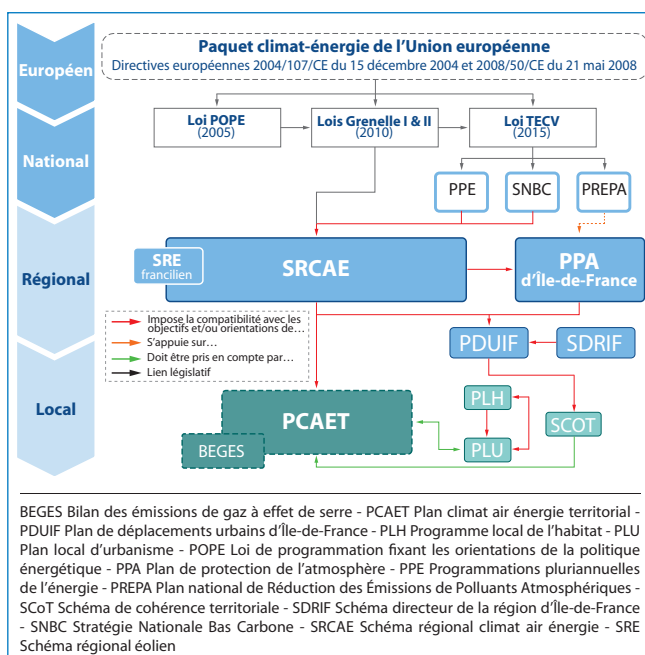 Européen
Paquet climat-énergie de l'Union européenne
Directives européennes 2004/107/CE du 15 décembre 2004 et 2008/50/CE du 21 mai 2008
National
Loi POPE
(2005)
Lois Grenelle I & II
(2010)
Loi TECV
(2015)
PPE
SNBC
PREPA
Régional
SRE
francilien
SRCAE
PPA
d'Île-de-France
Impose la compatibilité avec les
objectifs et/ou orientations de...
S'appuie sur...
Doit être pris en compte par...
Lien législatif
PDUIF
SDRIF
Local
PCAET
BEGES
PLH
PLU
SCOT
BEGES Bilan des émissions de gaz à effet de serre - PCAET Plan climat air énergie territorial -
PDUIF Plan de déplacements urbains d'Île-de-France - PLH Programme local de l'habitat - PLU
Plan local d'urbanisme - POPE Loi de programmation fixant les orientations de la politique
énergétique - PPA Plan de protection de l'atmosphère - PPE Programmations pluriannuelles
de l'énergie - PREPA Plan national de Réduction des Émissions de Polluants Atmosphériques -
SCoT Schéma de cohérence territoriale - SDRIF Schéma directeur de la région d'Île-de-France
- SNBC Stratégie Nationale Bas Carbone - SRCAE Schéma régional climat air énergie - SRE
Schéma régional éolien